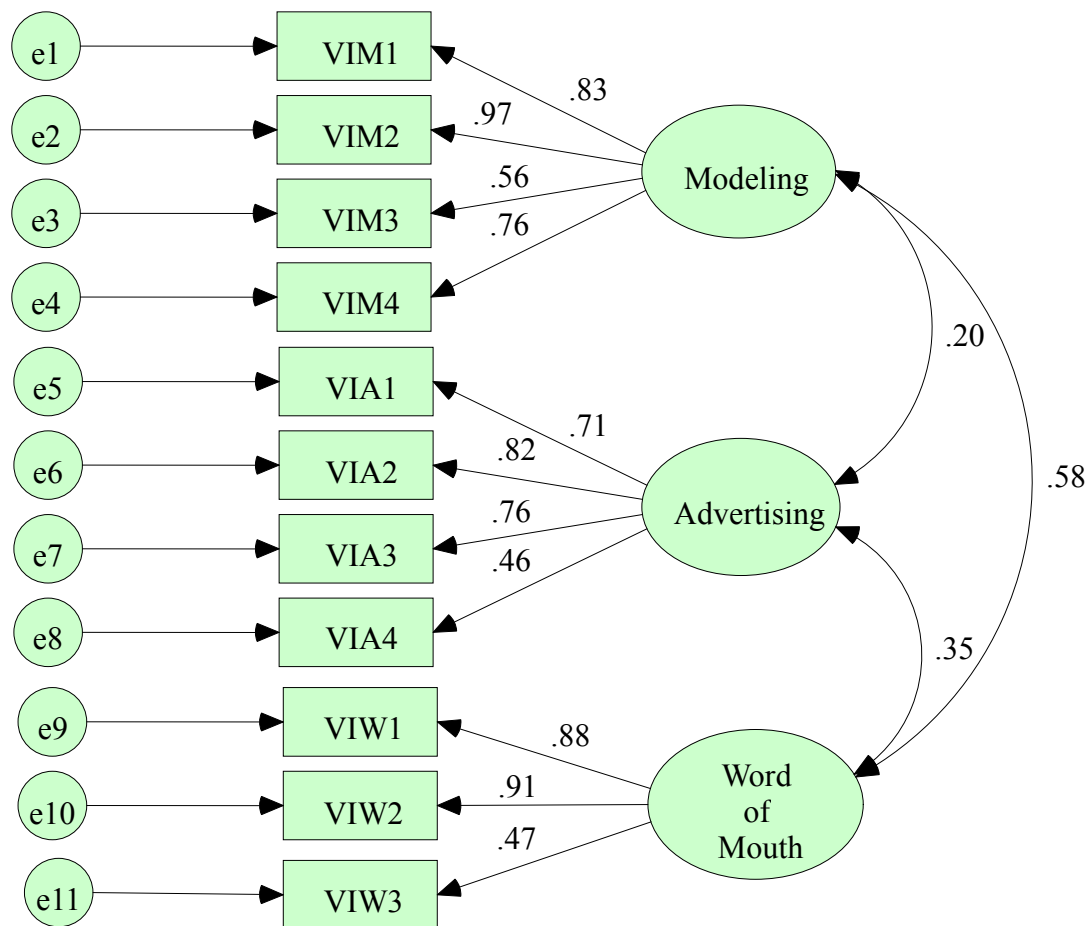 e1
VIM1
.83
e2
VIM2
.97
e3
VIM3
.56
Modeling
e4
VIM4
.76
.20
e5
VIA1
.71
e6
VIA2
.82
.58
e7
VIA3
.76
Advertising
e8
VIA4
.46
.35
e9
VIW1
.88
e10
VIW2
.91
Word
of
Mouth
e11
VIW3
.47